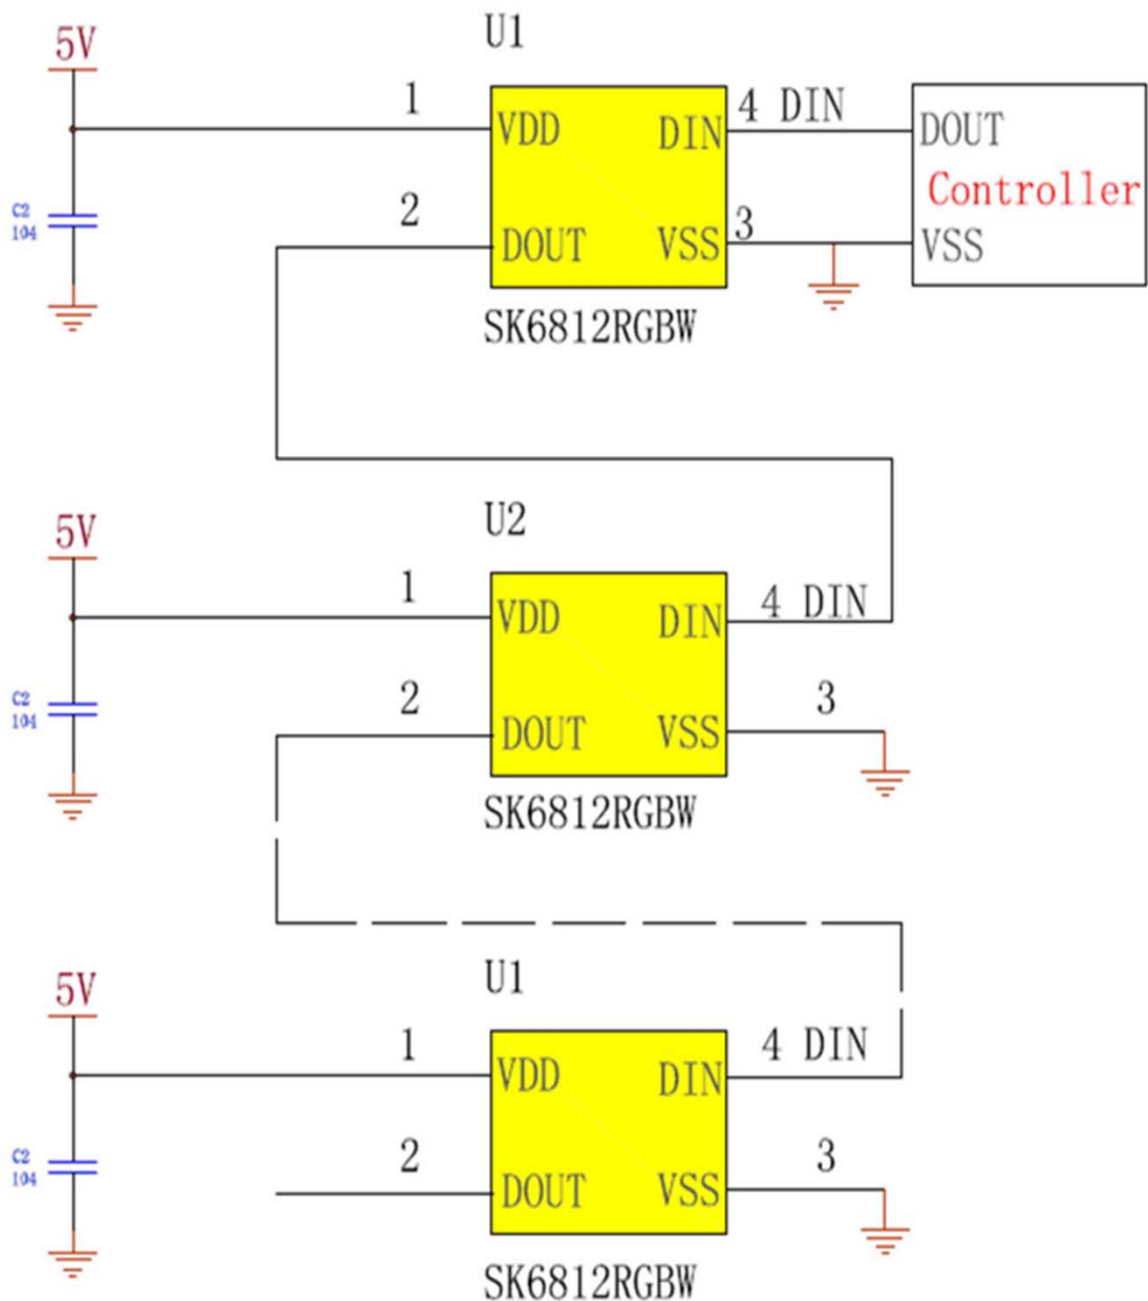 U1
5V
1
VDD
DIN
4 DIN
DOUT
Controller
C2
104
2
DOUT
VSS
3
VSS
SK6812RGBW
U2
5V
1
VDD
DIN
4 DIN
C2
104
2
DOUT
VSS
3
SK6812RGBW
U1
5V
1
VDD
DIN
4 DIN
C2
104
2
DOUT
VSS
3
SK6812RGBW